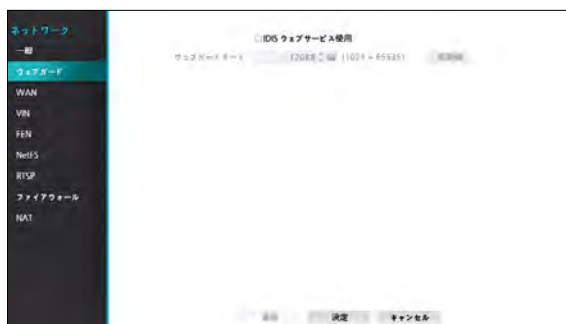 ネットワーク
一般
ウェブガード
WAN
VIN
FEN
NetFS
RTSP
ファイアウォール
NAT
IDIS ウェブサービス使用
ウェブガードポート 12088 (1024 ~ 65535)
決定 キャンセル